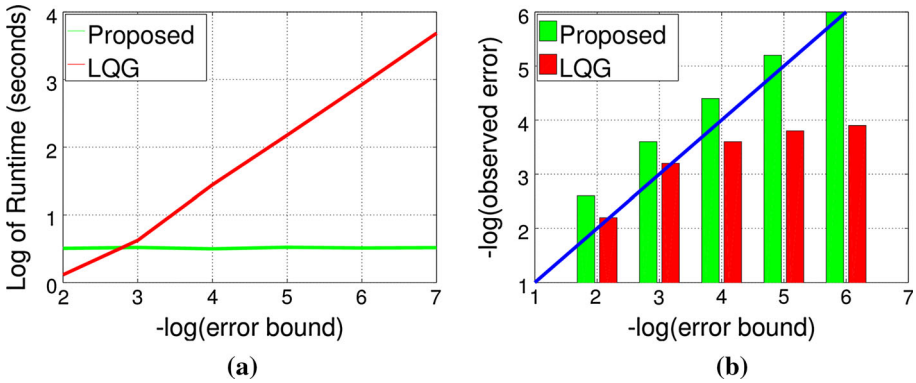 Log of Runtime (seconds)
4
3
2
1
0
Proposed
LQG
2 3 4 5 6 7
-log(error bound)
(a)
-log(observed error)
6
5
4
3
2
1
Proposed
LQG
1 2 3 4 5 6 7
-log(error bound)
(b)